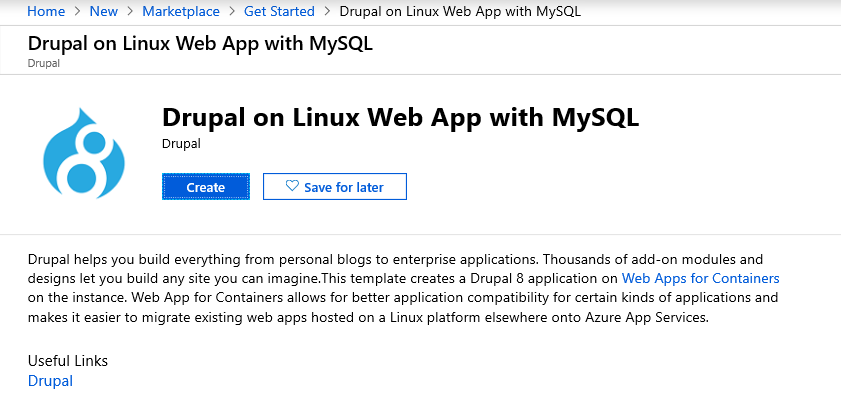 Home > New > Marketplace > Get Started > Drupal on Linux Web App with MySQL
Drupal on Linux Web App with MySQL
Drupal
8
Drupal on Linux Web App with MySQL
Drupal
Create
Save for later
Drupal helps you build everything from personal blogs to enterprise applications. Thousands of add-on modules and
designs let you build any site you can imagine.This template creates a Drupal 8 application on Web Apps for Containers
on the instance. Web App for Containers allows for better application compatibility for certain kinds of applications and
makes it easier to migrate existing web apps hosted on a Linux platform elsewhere onto Azure App Services.
Useful Links
Drupal